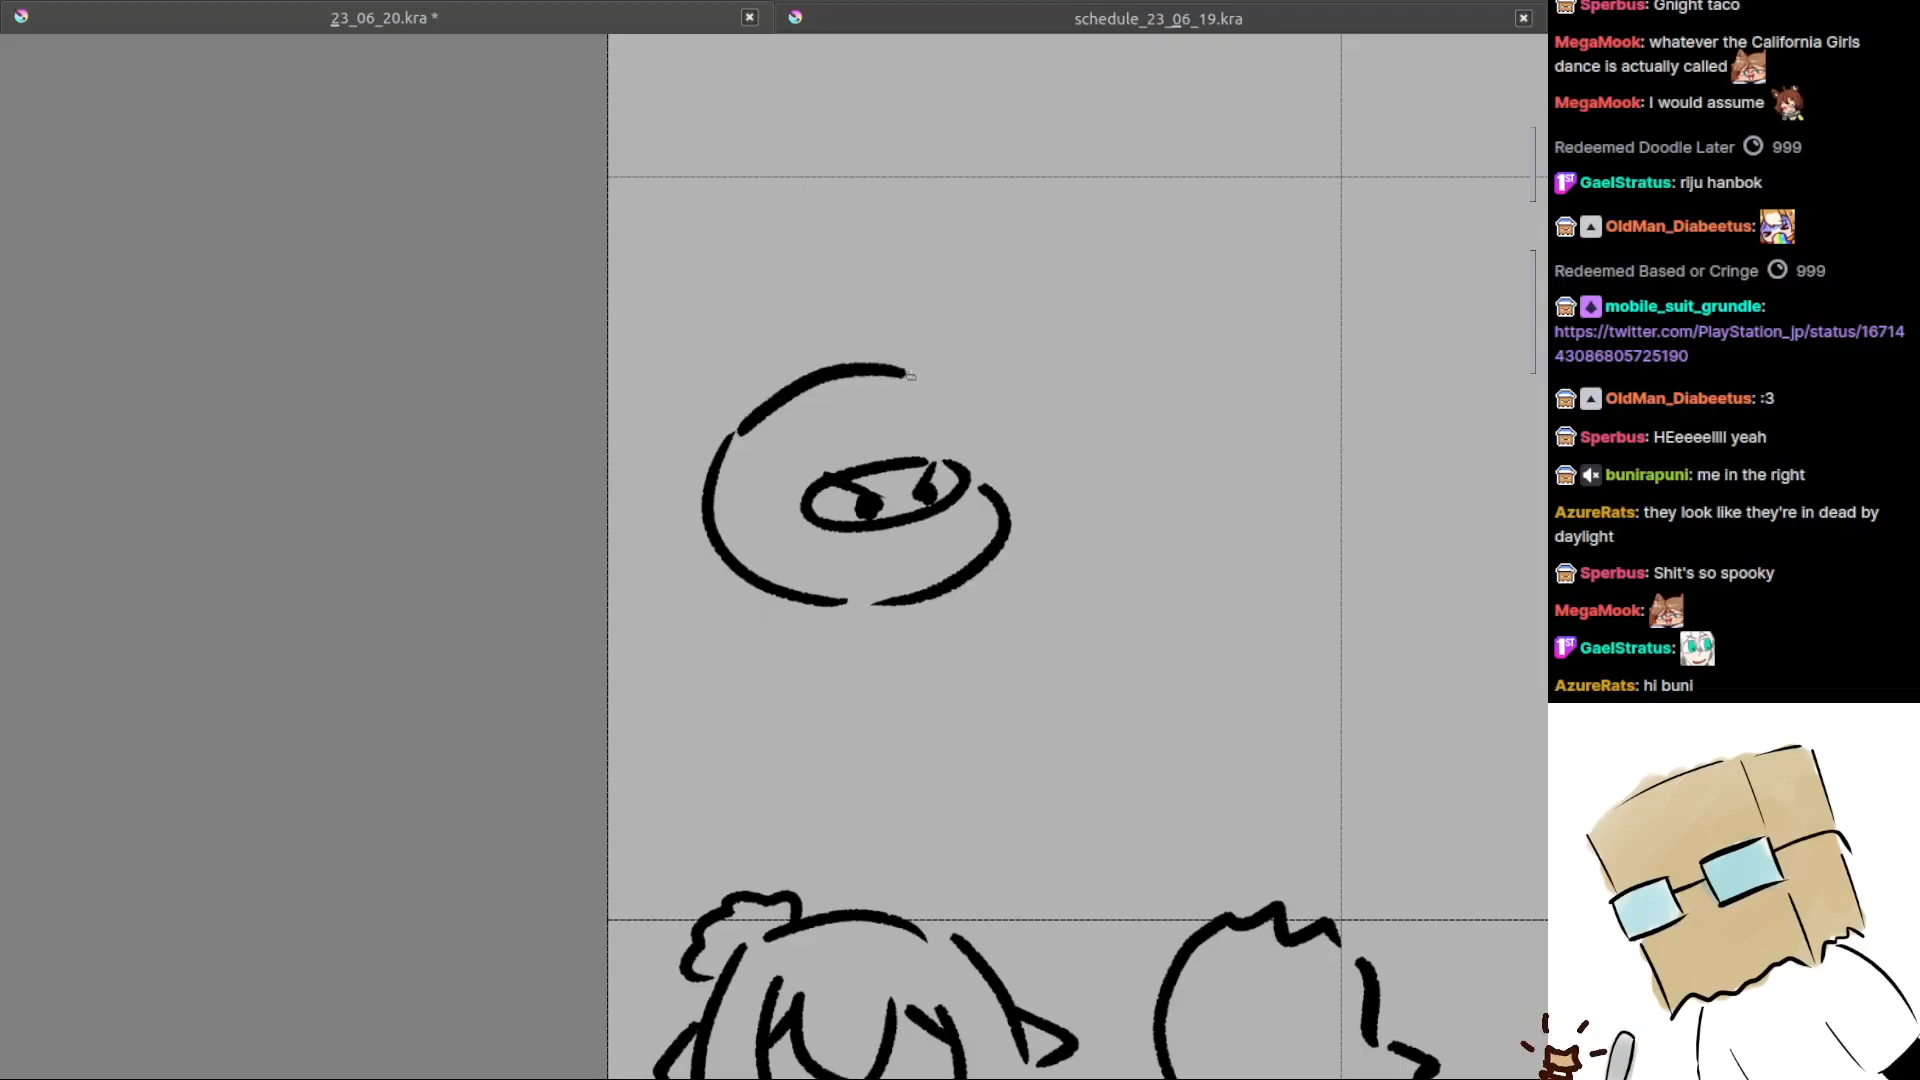 23_06_20.kra *
schedule_23_06_19.kra
Sperbus: Gnight taco
MegaMook: whatever the California Girls
dance is actually called
MegaMook: I would assume
Redeemed Doodle Later 999
1ST GaelStratus: riju hanbok
OldMan_Diabeetus:
Redeemed Based or Cringe 999
mobile_suit_grundle:
https://twitter.com/PlayStation_jp/status/16714
43086805725190
OldMan_Diabeetus: :3
Sperbus: HEeeeellll yeah
bunirapuni: me in the right
AzureRats: they look like they're in dead by
daylight
Sperbus: Shit's so spooky
MegaMook:
1ST GaelStratus:
AzureRats: hi buni